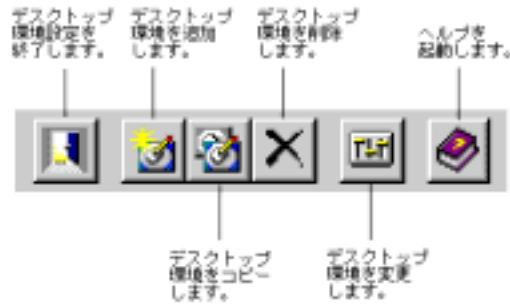 デスクトップ
環境設定を
終了します。
デスクトップ
環境を追加
します。
デスクトップ
環境を削除
します。
ヘルプを
起動します。
デスクトップ
環境をコピー
します。
デスクトップ
環境を変更
します。